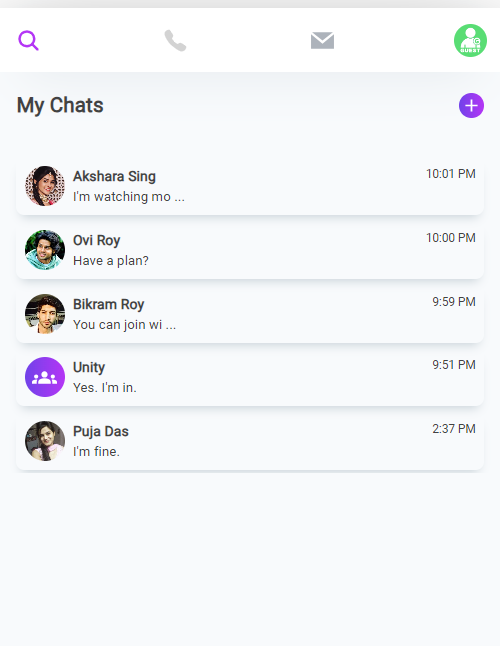 GUEST
My Chats
Akshara Sing
10:01 PM
I'm watching mo ...
Ovi Roy
10:00 PM
Have a plan?
Bikram Roy
9:59 PM
You can join wi ...
Unity
9:51 PM
Yes. I'm in.
Puja Das
2:37 PM
I'm fine.